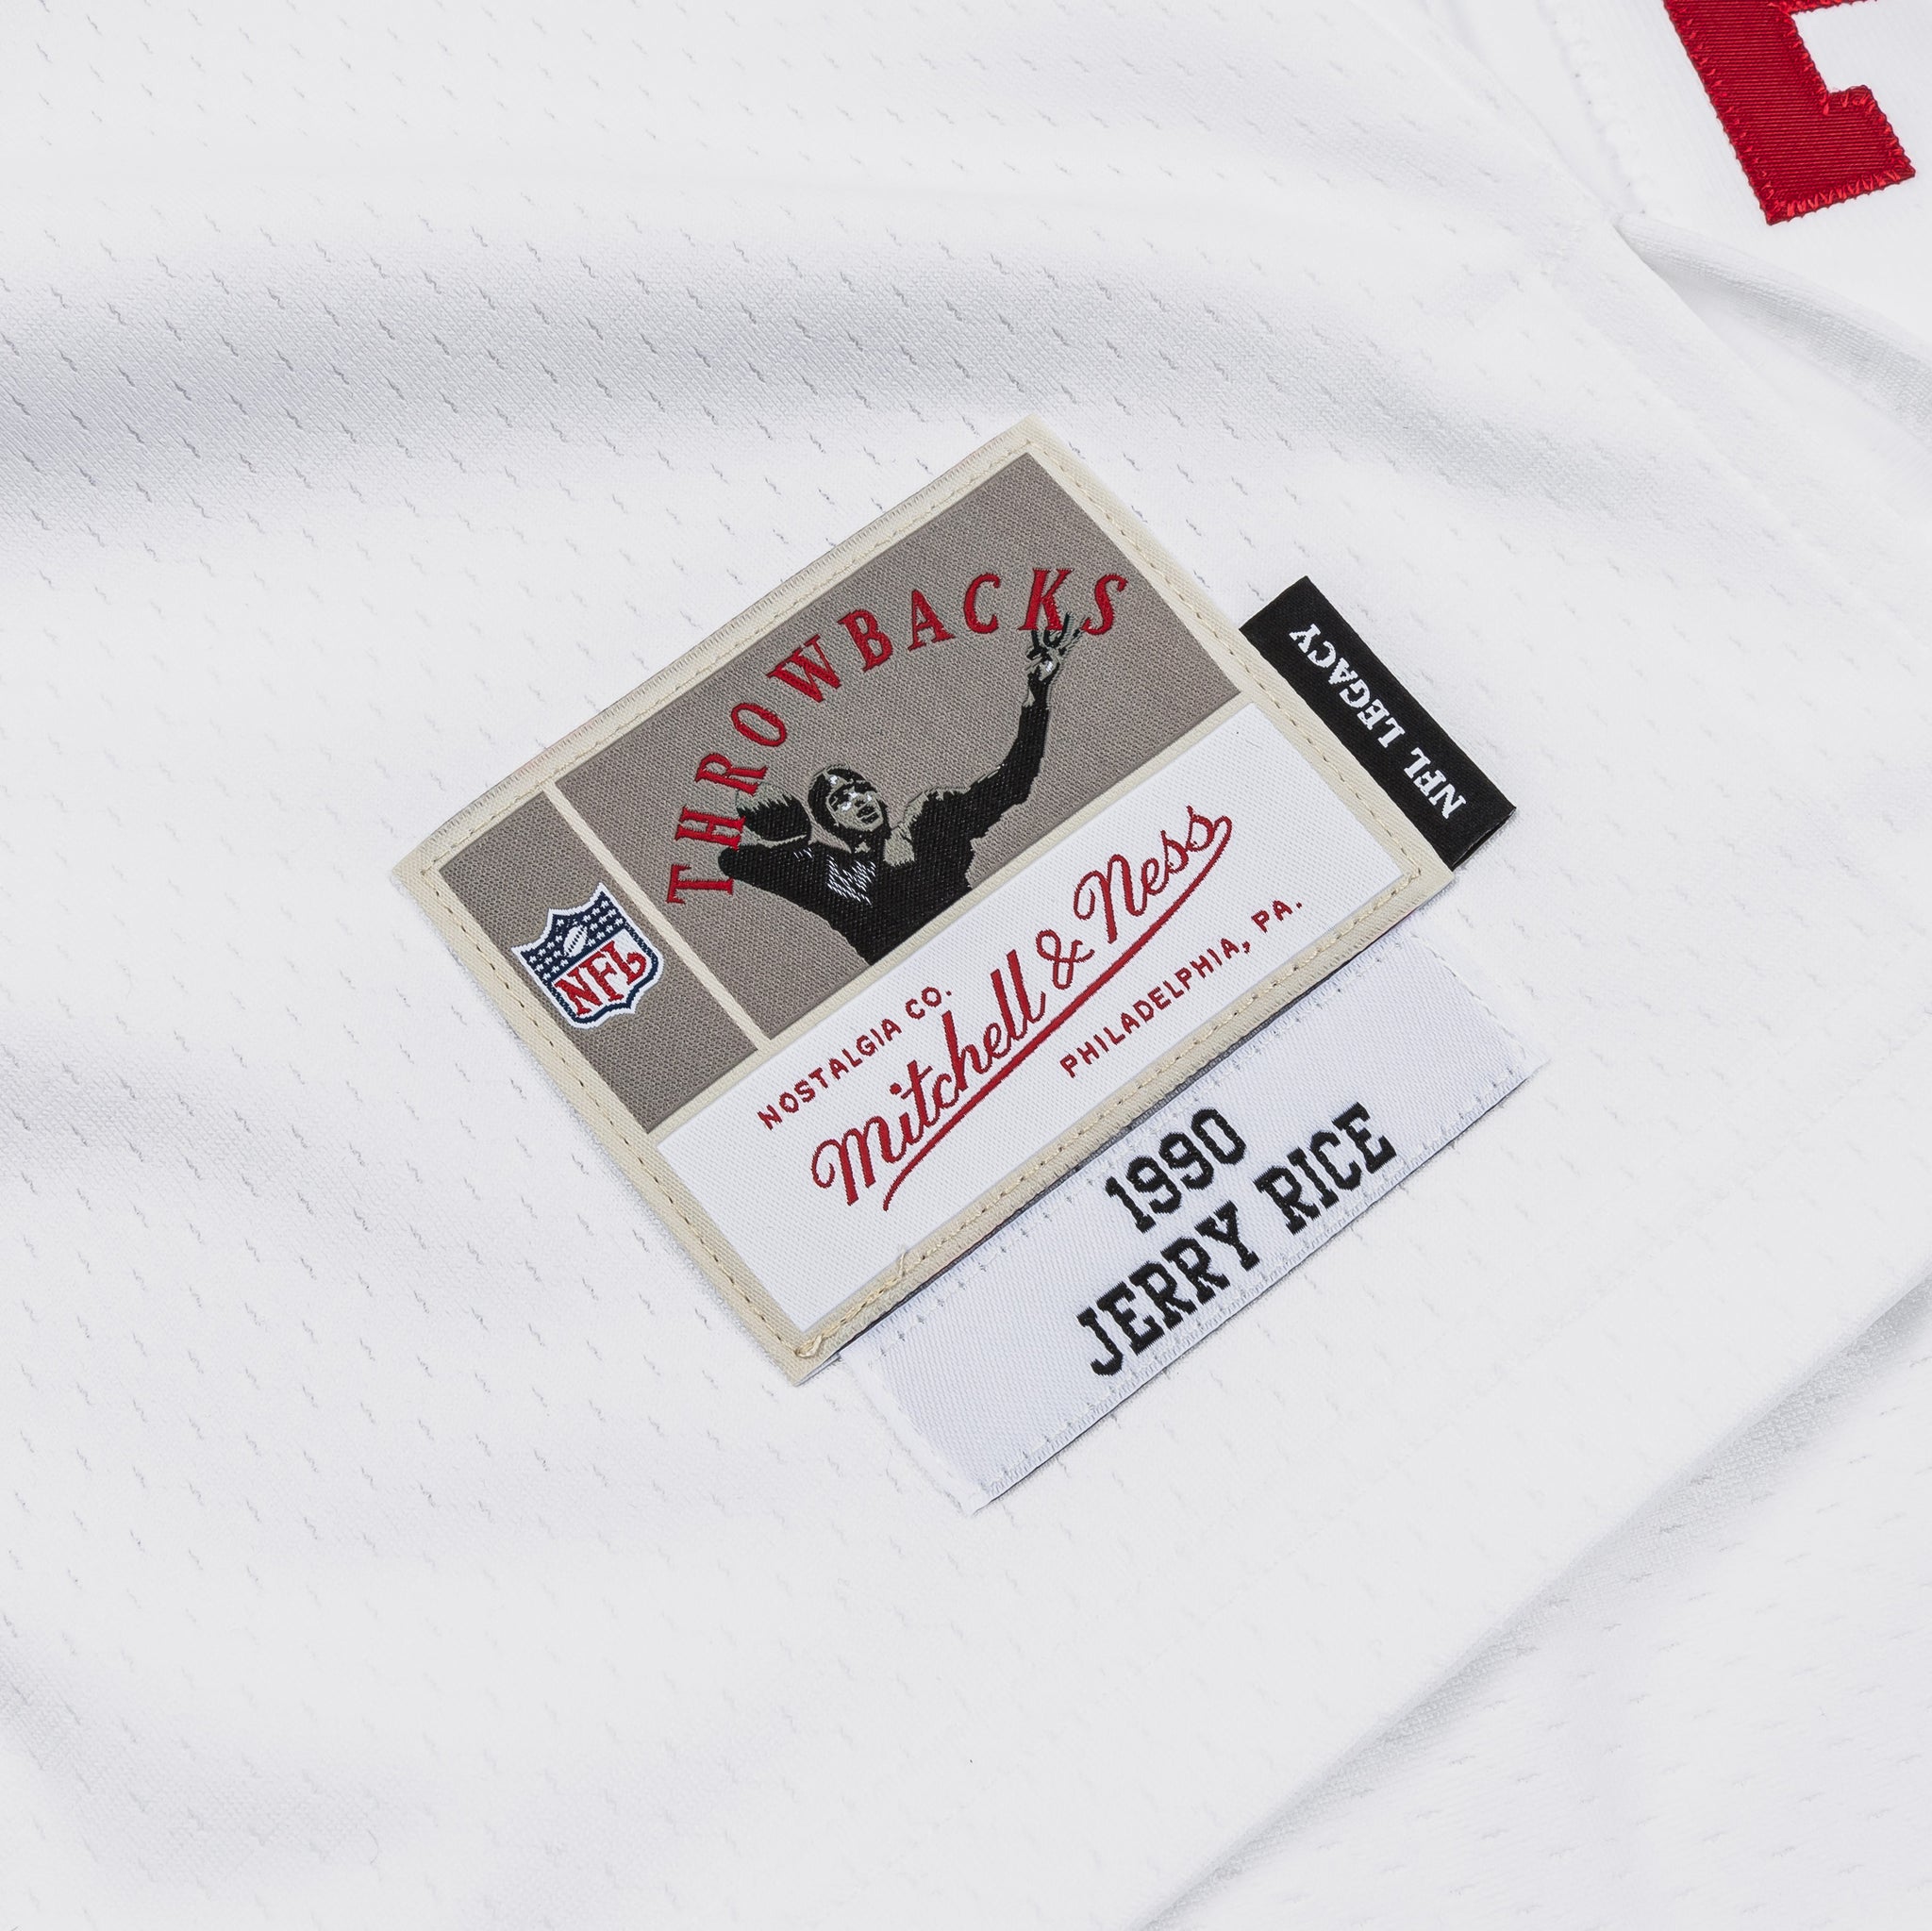 THROWBACKS
NFL
NOSTALGIA CO.
Mitchell & Ness
PHILADELPHIA, PA.
NFL LEGACY
1990
JERRY RICE